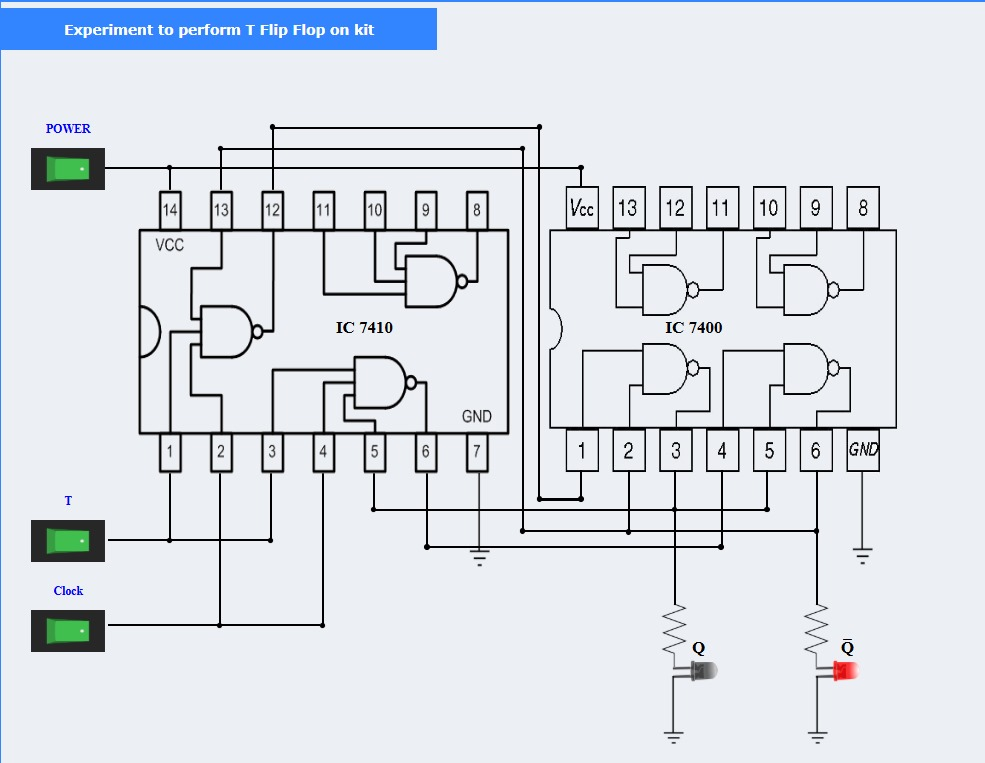 Experiment to perform T Flip Flop on kit
POWER
14 13 12 11 10 9 8
Vcc 13 12 11 10 9 8
VCC
IC 7410
IC 7400
GND
1 2 3 4 5 6 7
1 2 3 4 5 6 GND
T
Clock
Q
Q̅